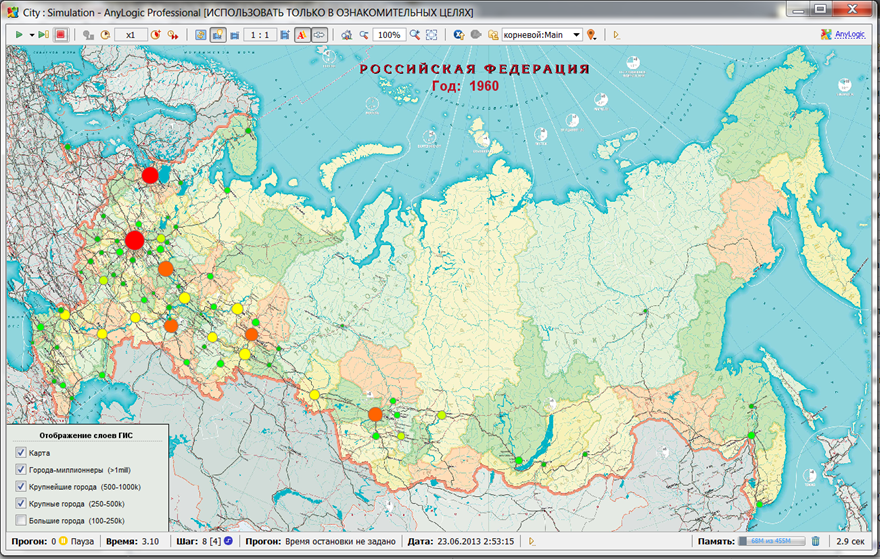 City : Simulation - AnyLogic Professional [ИСПОЛЬЗОВАТЬ ТОЛЬКО В ОЗНАКОМИТЕЛЬНЫХ ЦЕЛЯХ]
x1 1 : 1 100% корневой:Main AnyLogic
РОССИЙСКАЯ ФЕДЕРАЦИЯ
Год: 1960
Отображение слоев ГИС
Карта
Города-миллионеры (>1mill)
Крупнейшие города (500-1000k)
Крупные города (250-500k)
Большие города (100-250k)
Прогон: 0 Пауза Время: 3.10 Шаг: 8 [4] Прогон: Время остановки не задано Дата: 23.06.2013 2:53:15 Память: 68M из 455M 2.9 сек